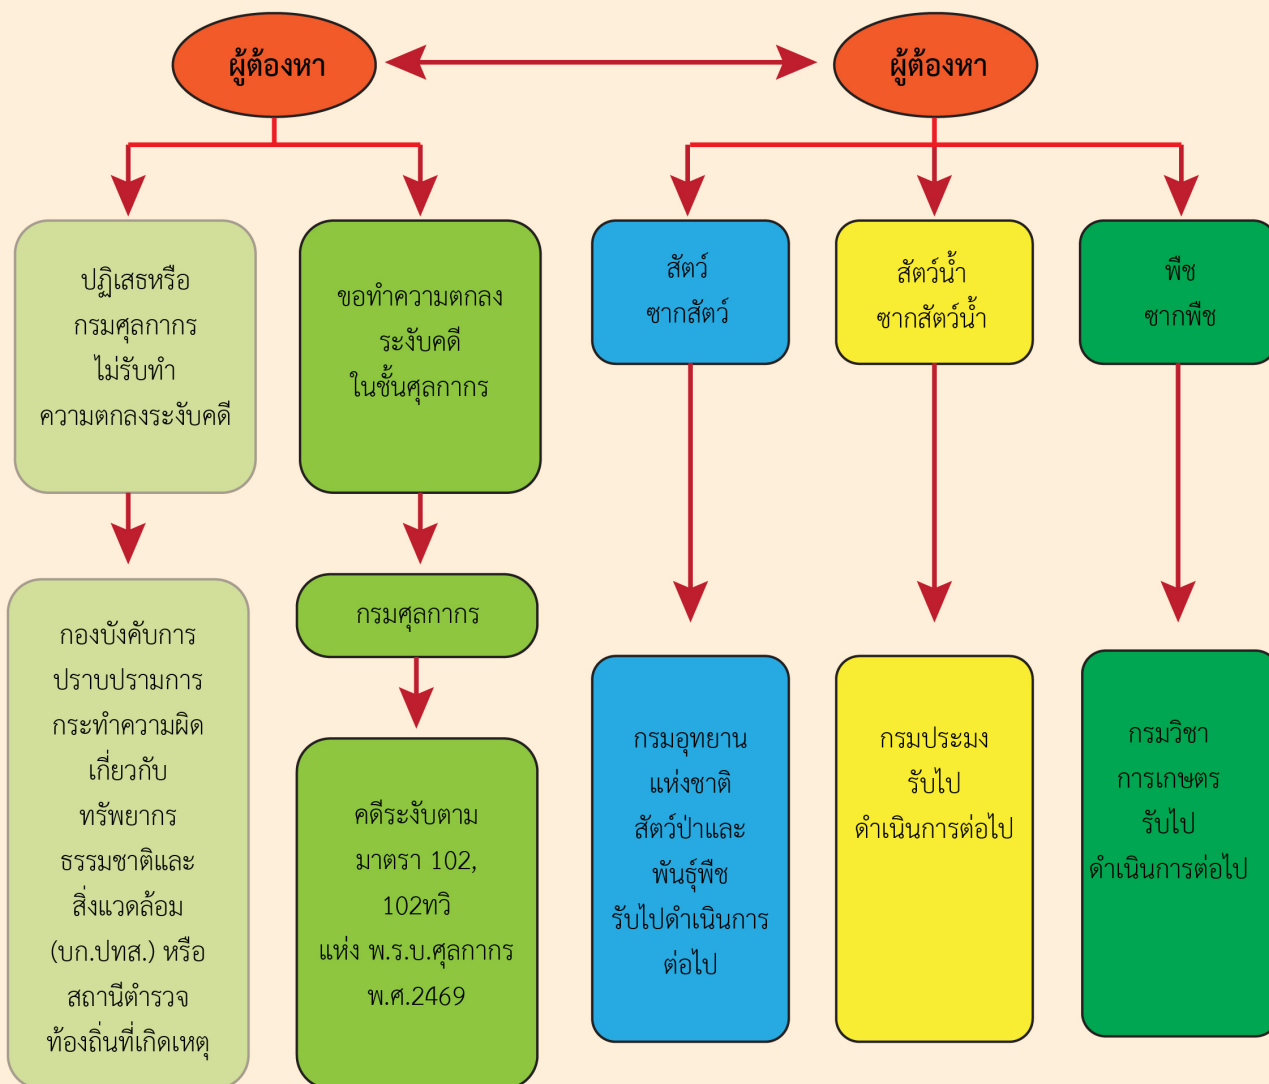 ผู้ต้องหา
ผู้ต้องหา
ปฏิเสธหรือ
กรมศุลกากร
ไม่รับทำ
ความตกลงระงับคดี
ขอทำความตกลง
ระงับคดี
ในชั้นศุลกากร
สัตว์
ซากสัตว์
สัตว์น้ำ
ซากสัตว์น้ำ
พืช
ซากพืช
กองบังคับการ
ปราบปรามการ
กระทำความผิด
เกี่ยวกับ
ทรัพยากร
ธรรมชาติและ
สิ่งแวดล้อม
(บก.ปทส.) หรือ
สถานีตำรวจ
ท้องถิ่นที่เกิดเหตุ
กรมศุลกากร
คดีระงับตาม
มาตรา 102,
102ทวิ
แห่ง พ.ร.บ.ศุลกากร
พ.ศ.2469
กรมอุทยาน
แห่งชาติ
สัตว์ป่าและ
พันธุ์พืช
รับไปดำเนินการ
ต่อไป
กรมประมง
รับไป
ดำเนินการต่อไป
กรมวิชา
การเกษตร
รับไป
ดำเนินการต่อไป